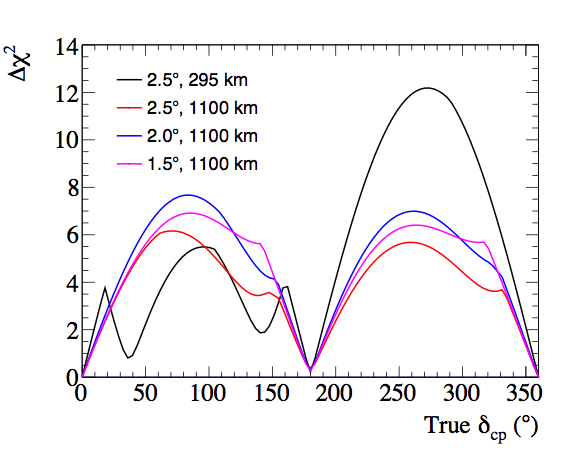 Δχ²
14
12
10
8
6
4
2
0
2.5°, 295 km
2.5°, 1100 km
2.0°, 1100 km
1.5°, 1100 km
0 50 100 150 200 250 300 350
True δcp (°)